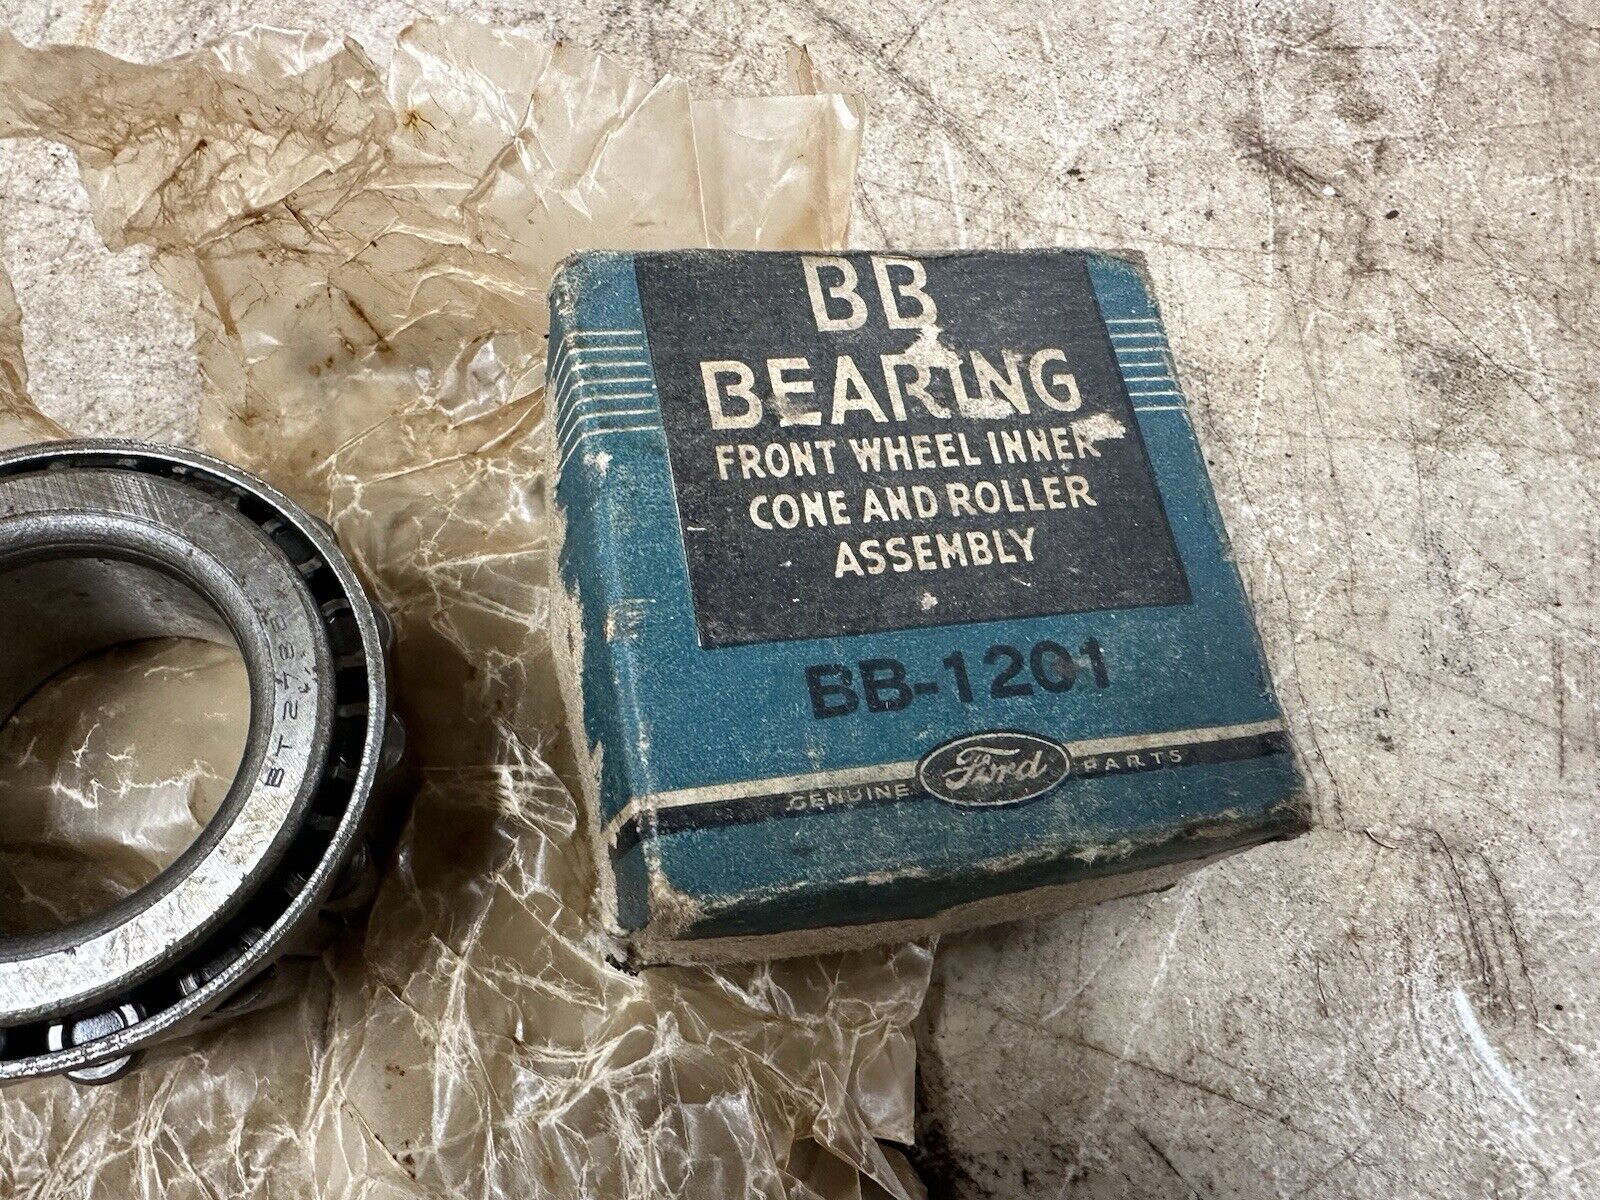 BB
BEARING
FRONT WHEEL INNER
CONE AND ROLLER
ASSEMBLY
BB-1201
GENUINE Ford PARTS